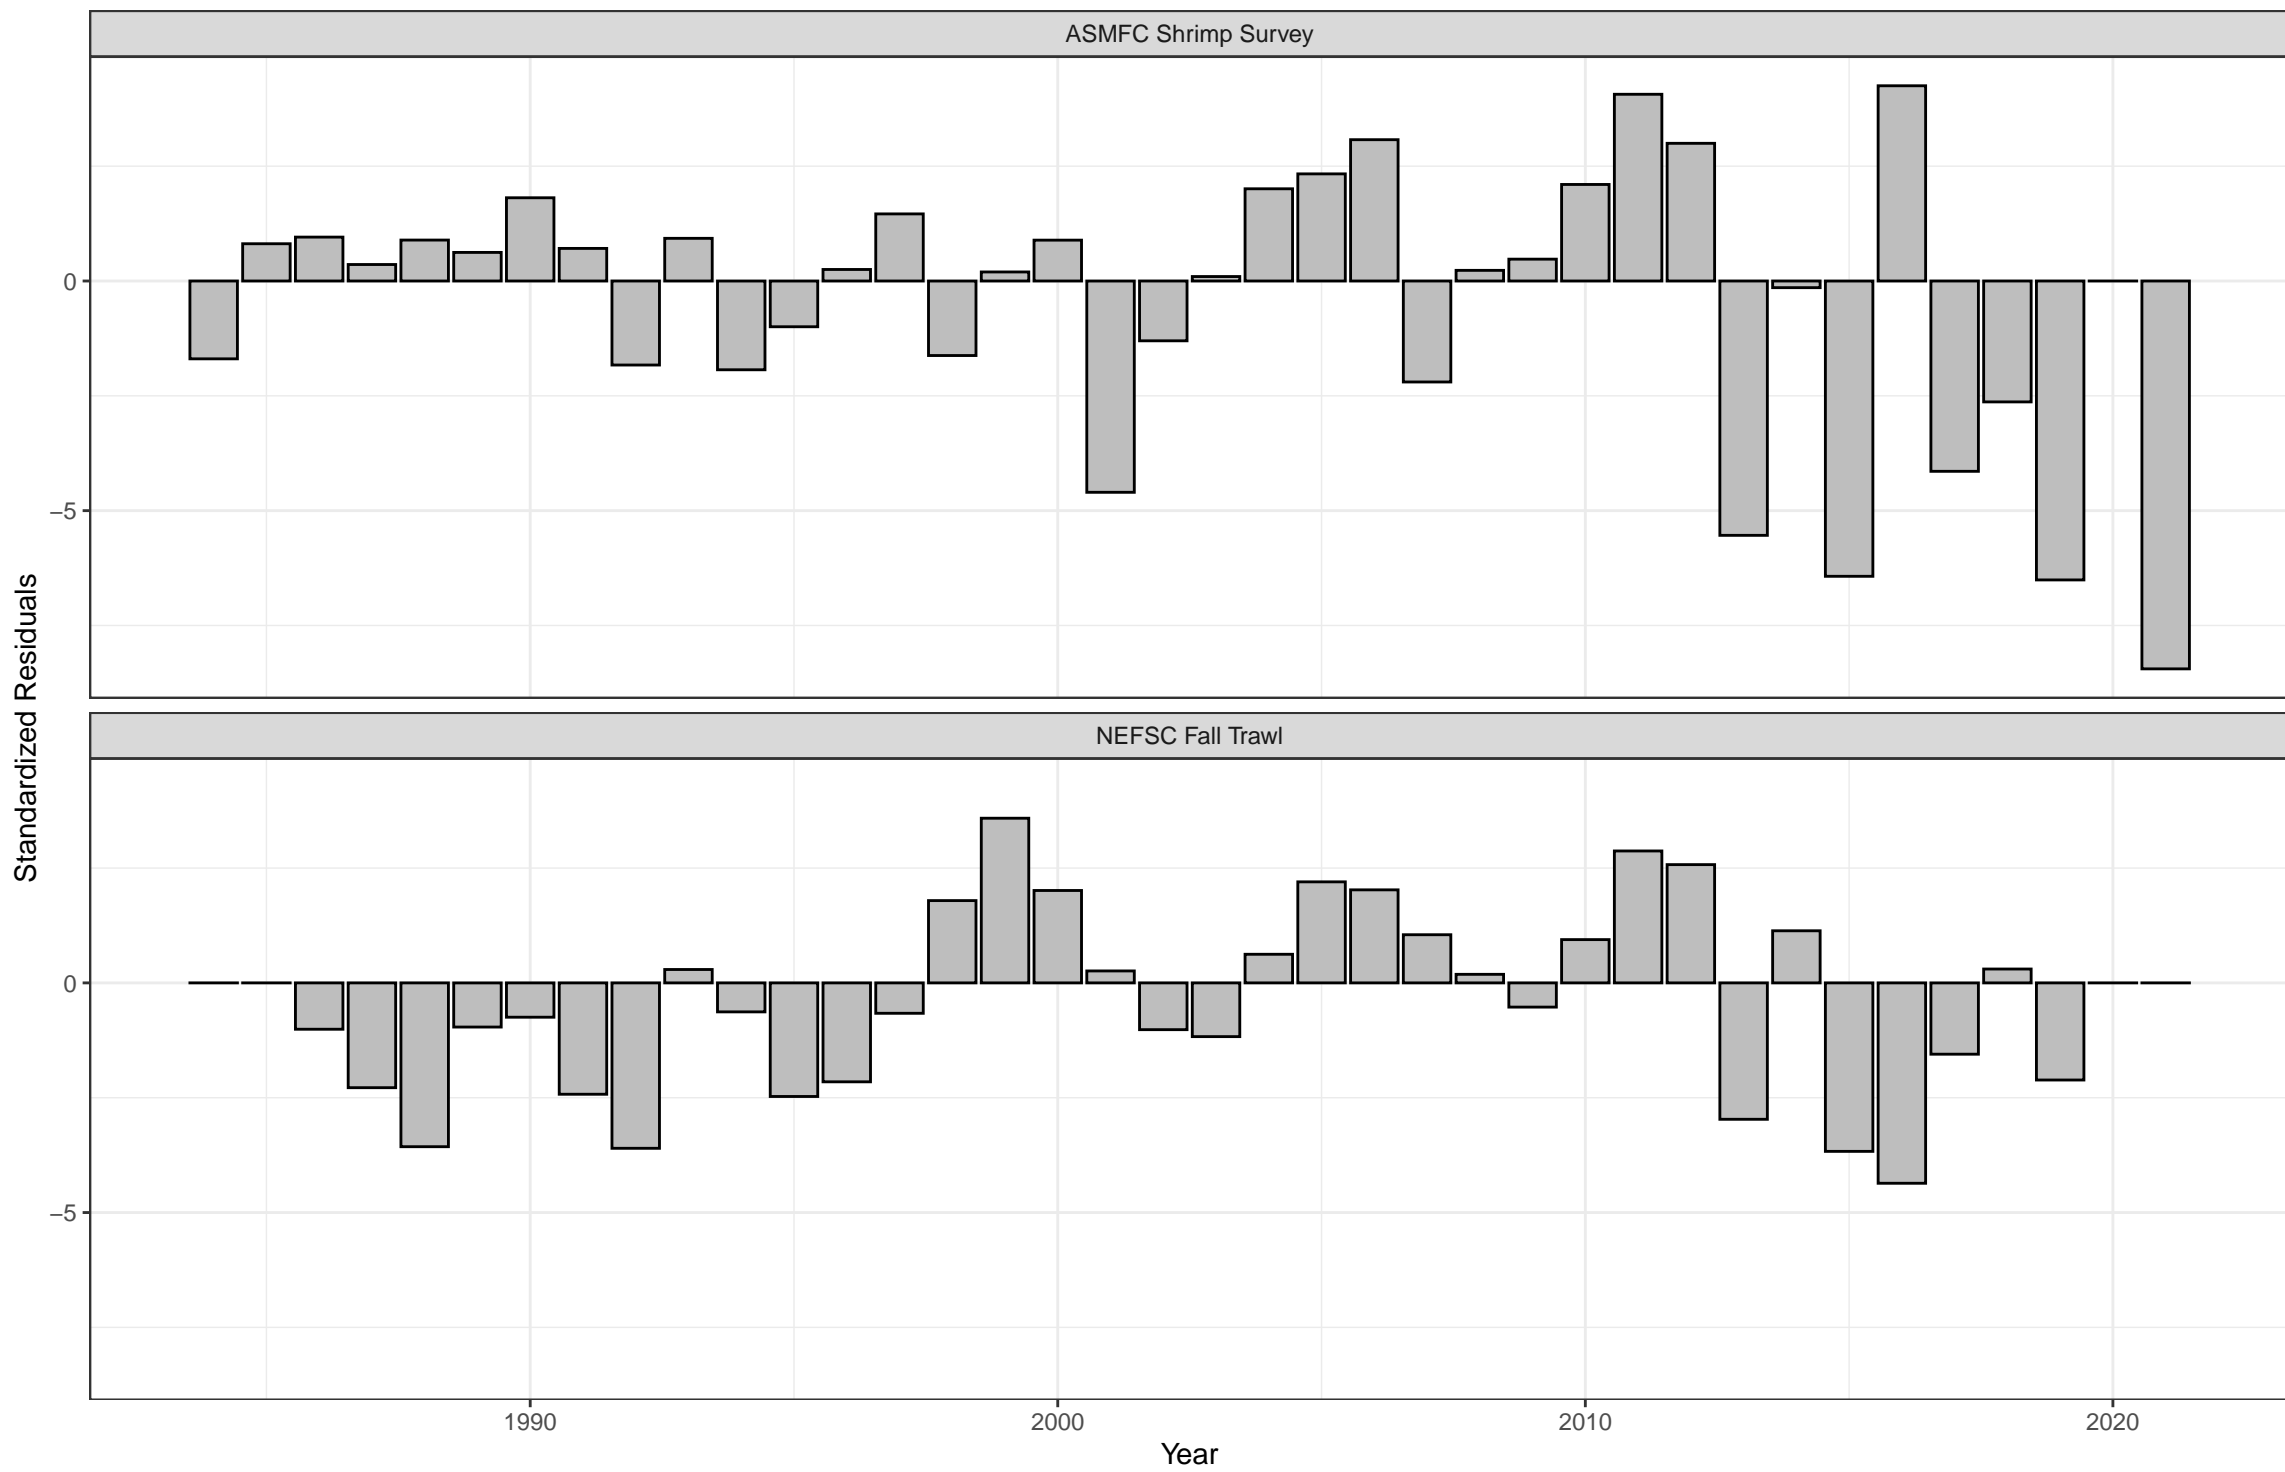 ASMFC Shrimp Survey
0
−5
Standardized Residuals
NEFSC Fall Trawl
0
−5
1990 2000 2010 2020
Year